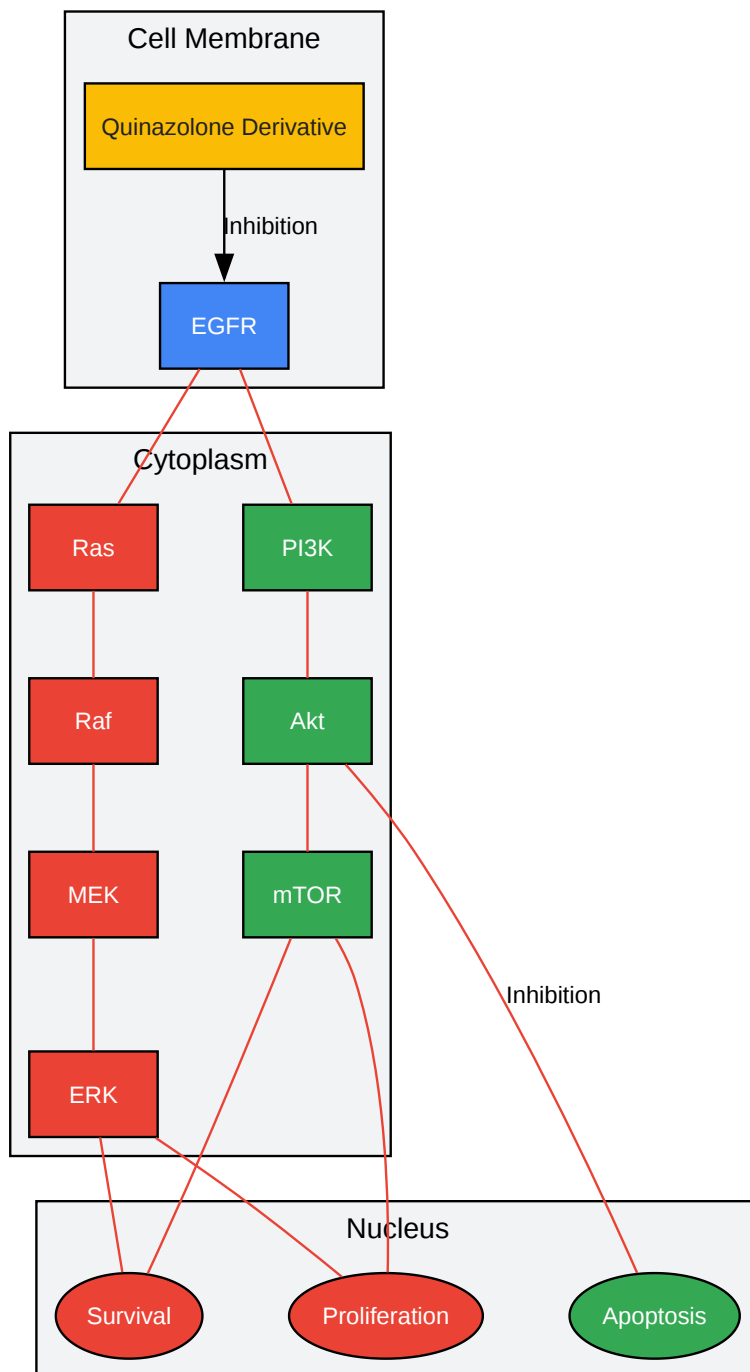 Cell Membrane
Quinazolone Derivative
Inhibition
EGFR
Cytoplasm
Ras
PI3K
Raf
Akt
MEK
mTOR
Inhibition
ERK
Nucleus
Survival
Proliferation
Apoptosis